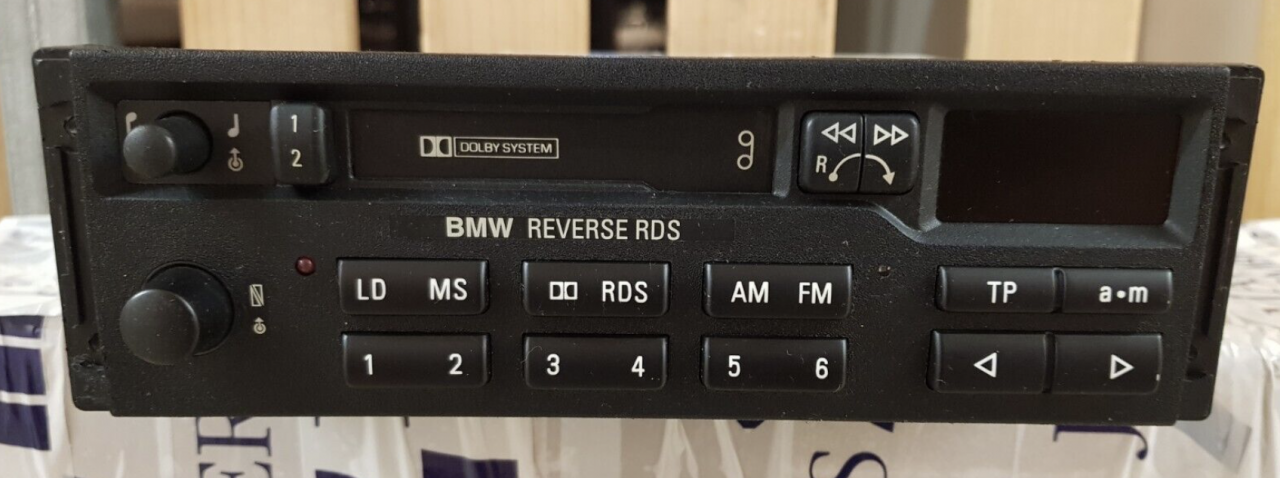 1
2
DOLBY SYSTEM
R
BMW REVERSE RDS
LD MS
RDS
AM FM
TP
a•m
1 2
3 4
5 6
ER
S
J